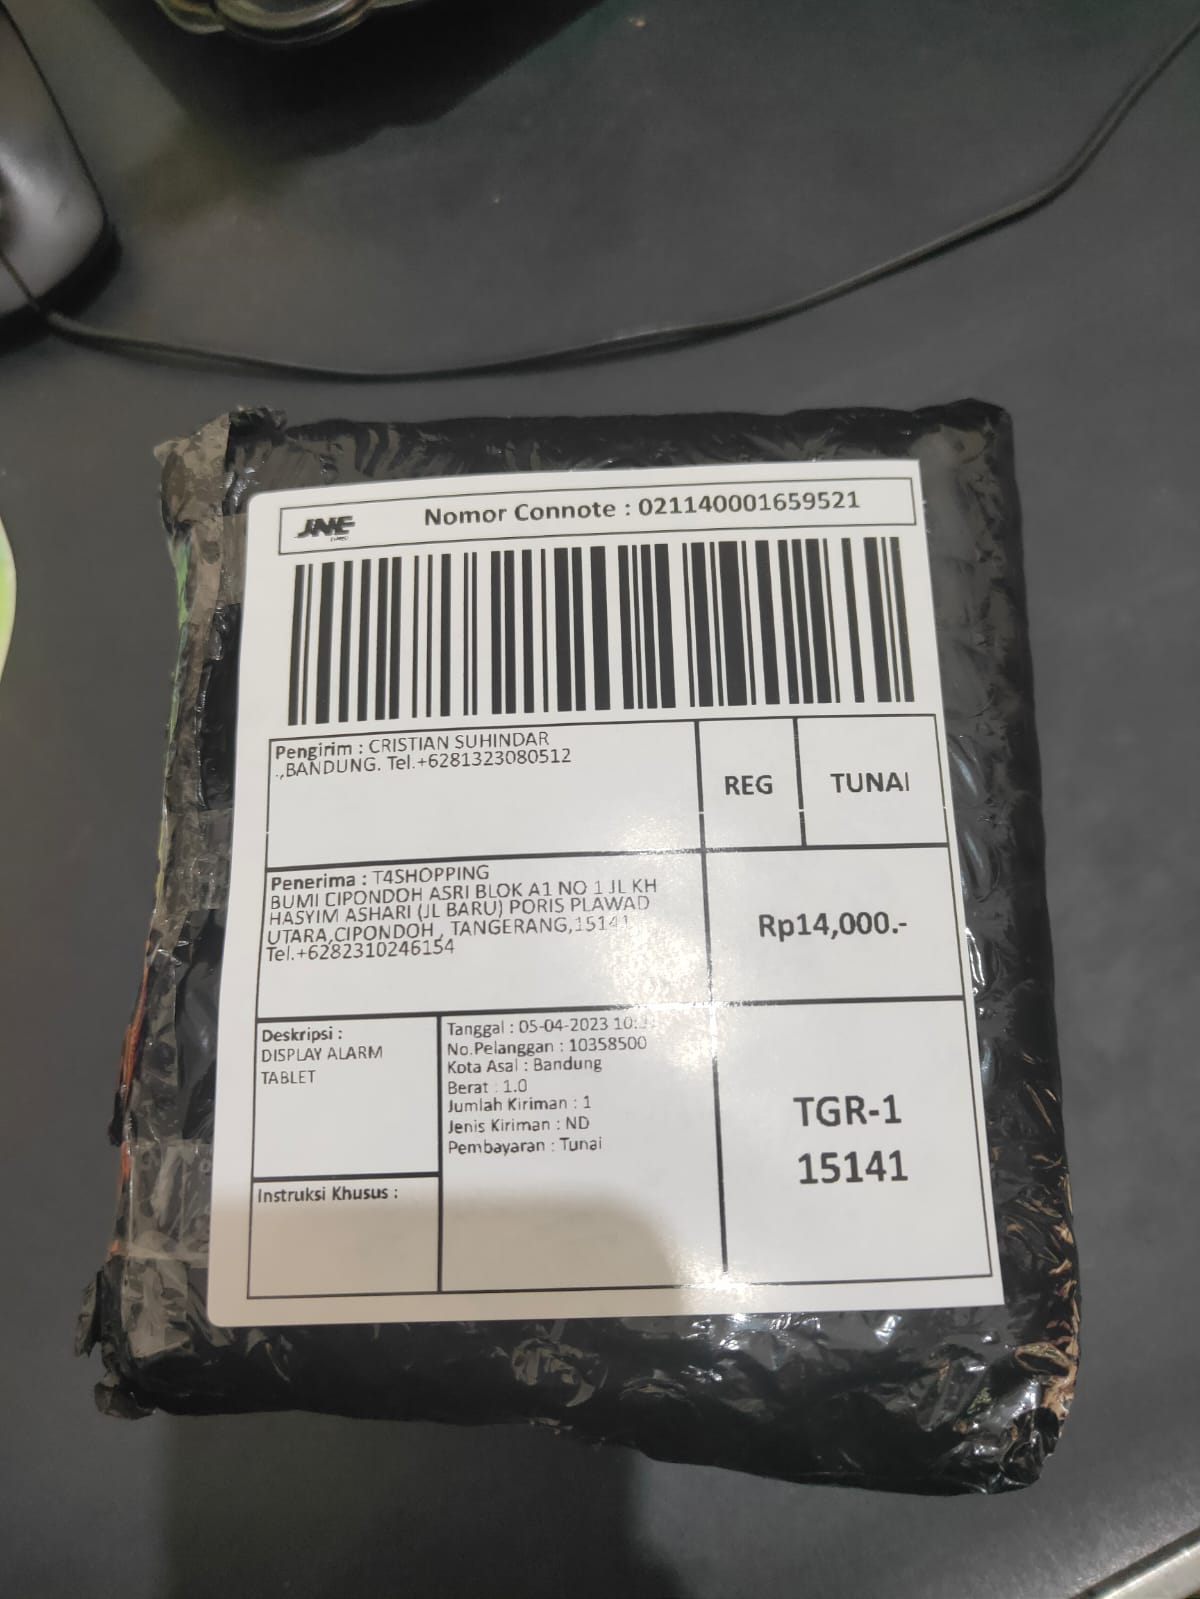 JNE
Nomor Connote : 021140001659521
Pengirim : CRISTIAN SUHINDAR
.,BANDUNG. Tel.+6281323080512
REG
TUNAI
Penerima : T4SHOPPING
BUMI CIPONDOH ASRI BLOK A1 NO 1 JL KH
HASYIM ASHARI (JL BARU) PORIS PLAWAD
UTARA,CIPONDOH , TANGERANG,15141
Tel.+6282310246154
Rp14,000.-
Deskripsi :
DISPLAY ALARM
TABLET
Instruksi Khusus :
Tanggal : 05-04-2023
No.Pelanggan : 10358500
Kota Asal : Bandung
Berat : 1.0
Jumlah Kiriman : 1
Jenis Kiriman : ND
Pembayaran : Tunai
TGR-1
15141